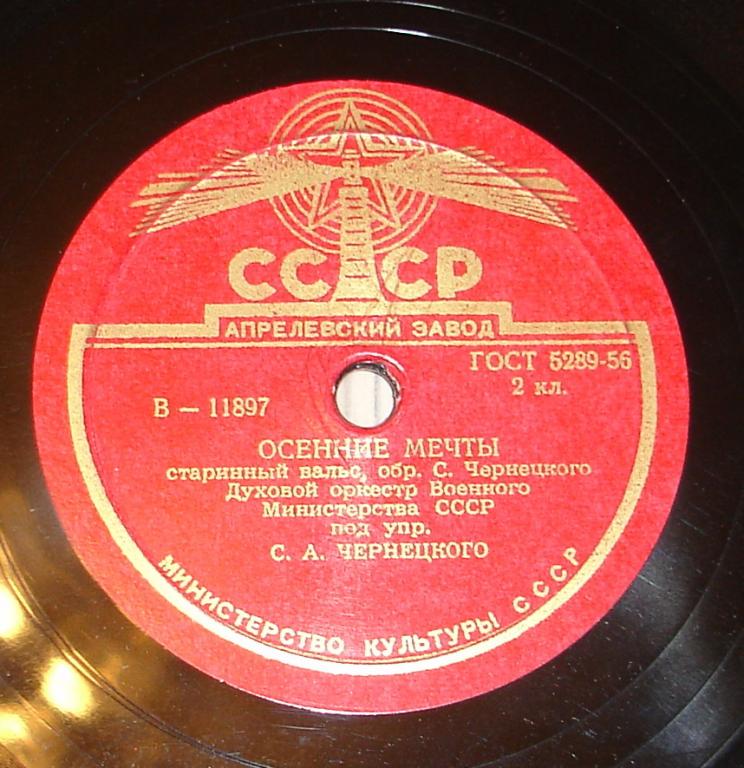 СССР
АПРЕЛЕВСКИЙ ЗАВОД
ГОСТ 5289-56
2 кл.
В — 11897
ОСЕННИЕ МЕЧТЫ
старинный вальс, обр. С. Чернецкого
Духовой оркестр Военного
Министерства СССР
под упр.
С. А. ЧЕРНЕЦКОГО
МИНИСТЕРСТВО КУЛЬТУРЫ СССР